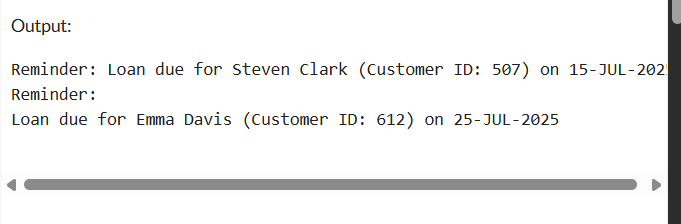 Output:
Reminder: Loan due for Steven Clark (Customer ID: 507) on 15-JUL-202
Reminder:
Loan due for Emma Davis (Customer ID: 612) on 25-JUL-2025